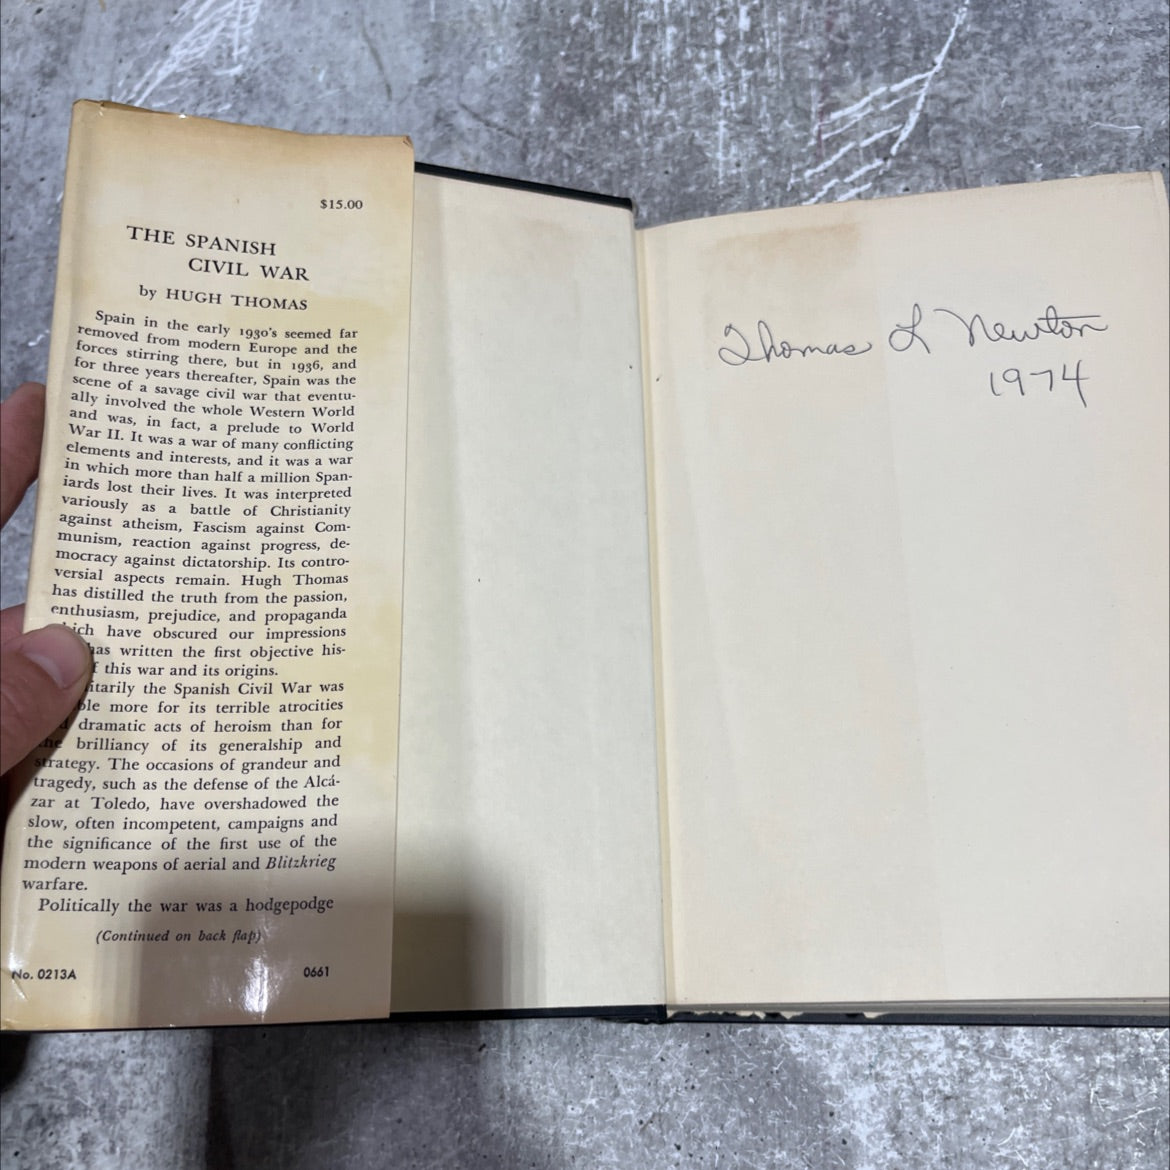 $15.00
THE SPANISH
CIVIL WAR
by HUGH THOMAS
Spain in the early 1930's seemed far
removed from modern Europe and the
forces stirring there, but in 1936, and
for three years thereafter, Spain was the
scene of a savage civil war that eventu-
ally involved the whole Western World
and was, in fact, a prelude to World
War II. It was a war of many conflicting
elements and interests, and it was a war
in which more than half a million Span-
iards lost their lives. It was interpreted
variously as a battle of Christianity
against atheism, Fascism against Com-
munism, reaction against progress, de-
mocracy against dictatorship. Its contro-
versial aspects remain. Hugh Thomas
has distilled the truth from the passion,
enthusiasm, prejudice, and propaganda
have obscured our impressions
has written the first objective his-
this war and its origins.
the Spanish Civil War was
more for its terrible atrocities
dramatic acts of heroism than for
the brilliancy of its generalship and
strategy. The occasions of grandeur and
tragedy, such as the defense of the Alcá-
zar at Toledo, have overshadowed the
slow, often incompetent, campaigns and
the significance of the first use of the
modern weapons of aerial and Blitzkrieg
warfare.
Politically the war was a hodgepodge
(Continued on back flap)
No. 0213A 0661
Thomas L Newton
1974